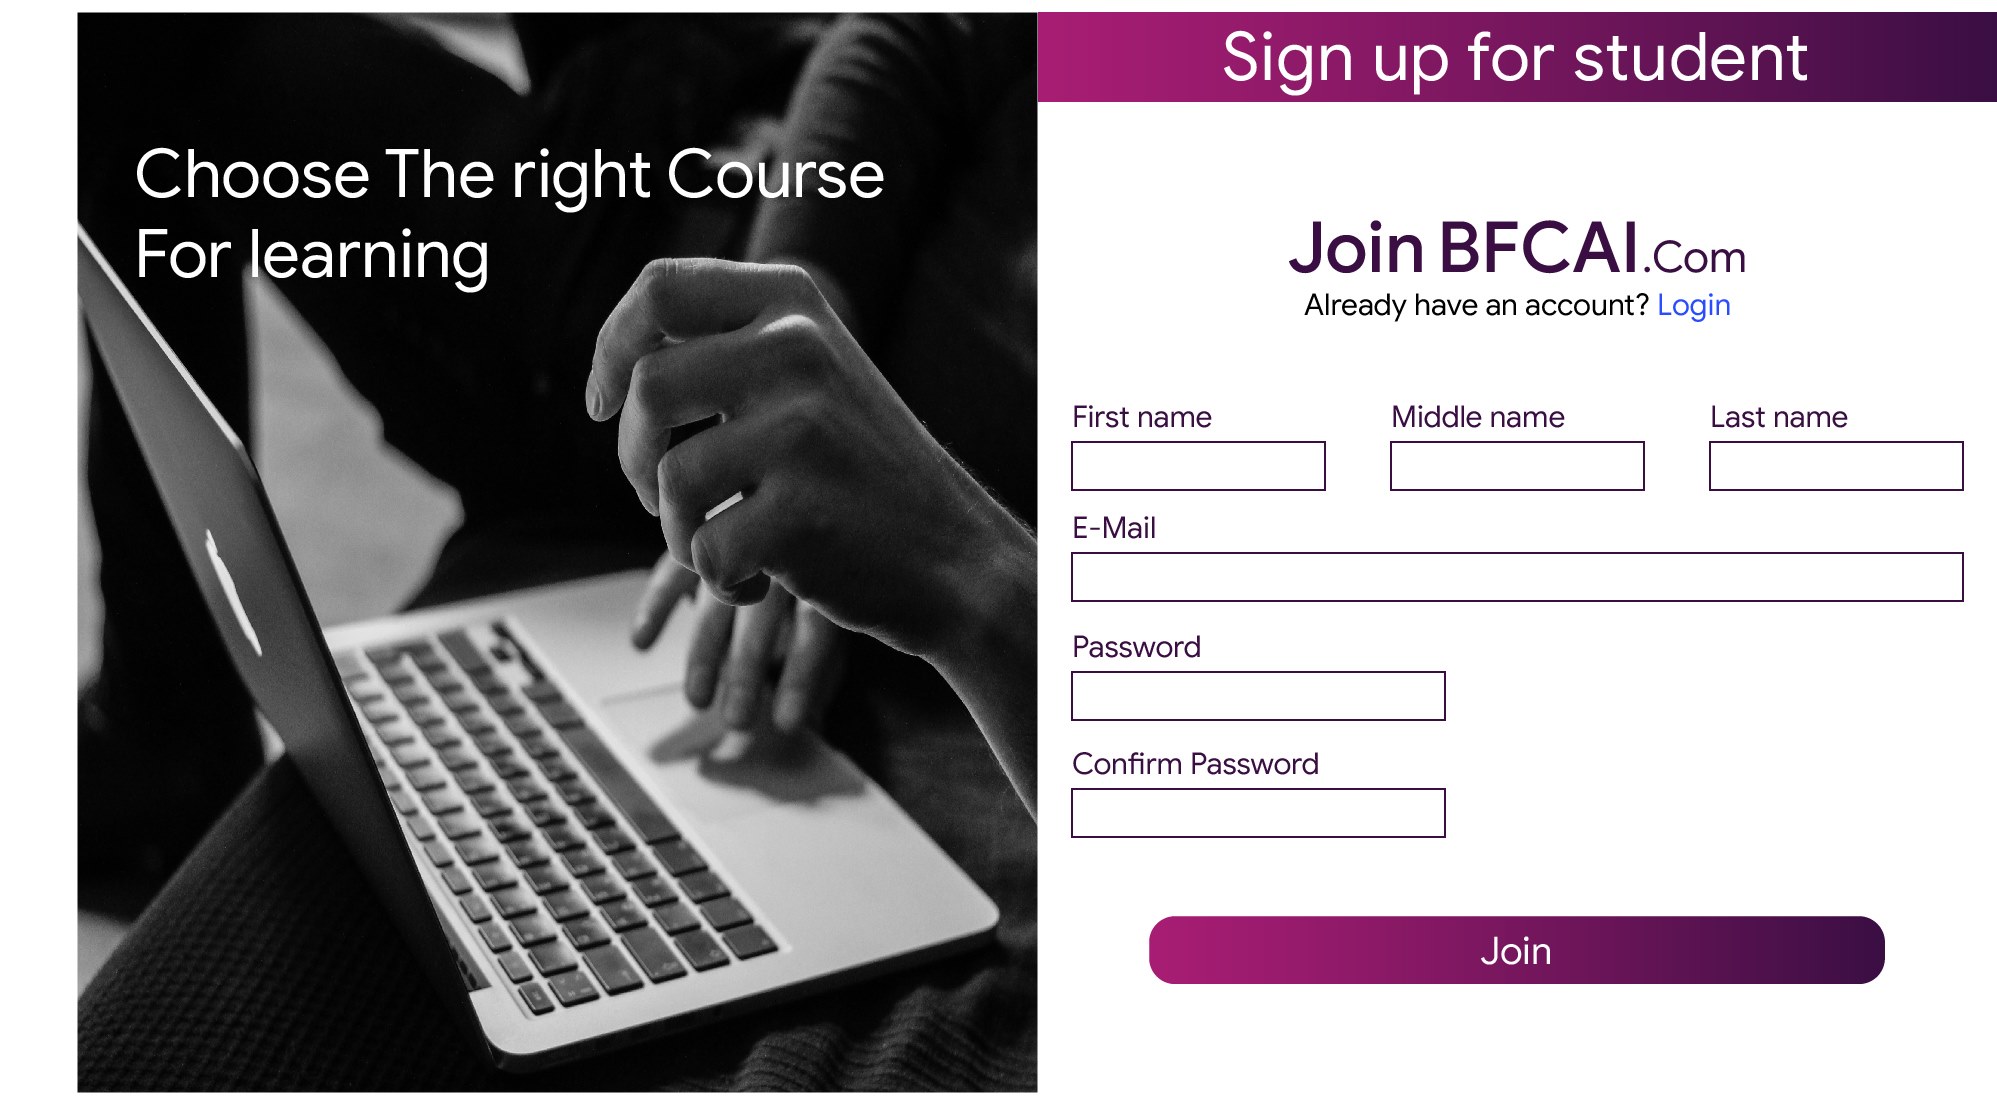 Choose The right Course
For learning
Sign up for student
Join BFCAI.Com
Already have an account? Login
First name
Middle name
Last name
E-Mail
Password
Confirm Password
Join